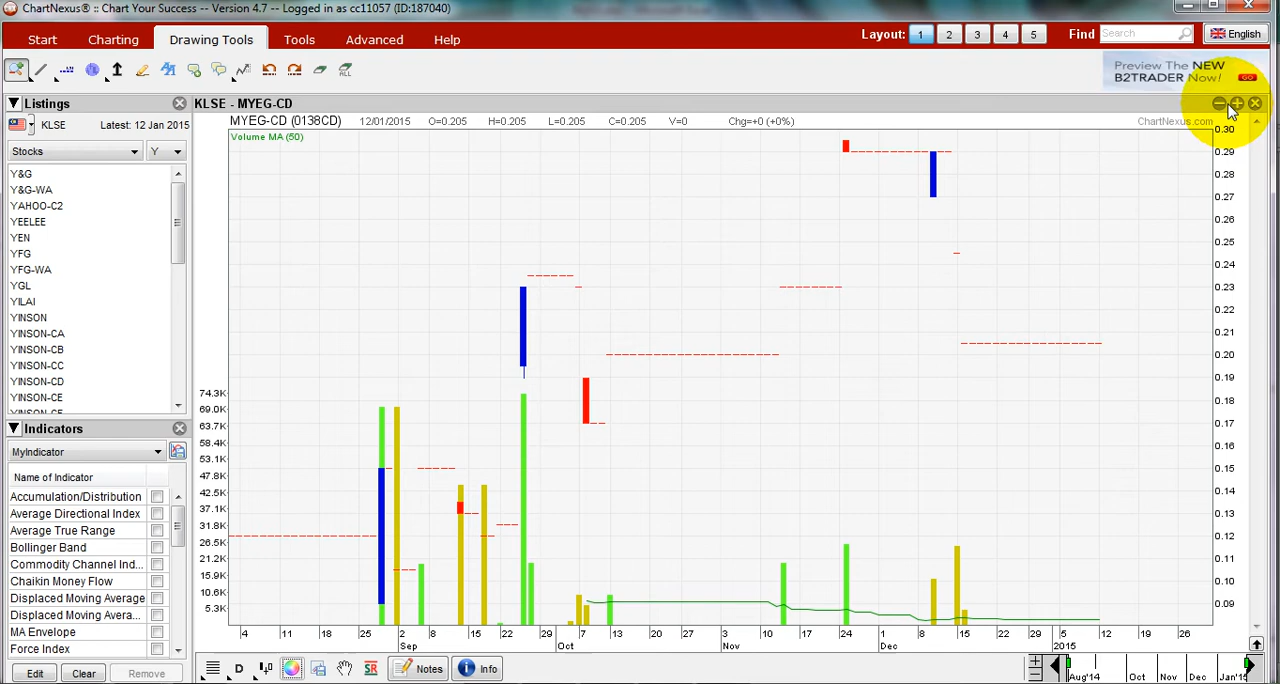 ChartNexus® :: Chart Your Success -- Version 4.7 -- Logged in as cc11057 (ID:187040)
Start Charting Drawing Tools Tools Advanced Help Layout: 1 2 3 4 5 Find Search English
ALL
Preview The NEW
B2TRADER Now! GO
Listings
KLSE Latest: 12 Jan 2015
Stocks Y
Y&G
Y&G-WA
YAHOO-C2
YEELEE
YEN
YFG
YFG-WA
YGL
YILAI
YINSON
YINSON-CA
YINSON-CB
YINSON-CC
YINSON-CD
YINSON-CE
Indicators
MyIndicator
Name of Indicator
Accumulation/Distribution
Average Directional Index
Average True Range
Bollinger Band
Commodity Channel Ind...
Chaikin Money Flow
Displaced Moving Average
Displaced Moving Avera...
MA Envelope
Force Index
Edit Clear Remove
KLSE - MYEG-CD
MYEG-CD (0138CD) 12/01/2015 O=0.205 H=0.205 L=0.205 C=0.205 V=0 Chg=+0 (+0%) ChartNexus.com
Volume MA (50)
0.30
0.29
0.28
0.27
0.26
0.25
0.24
0.23
0.22
0.21
0.20
0.19
0.18
0.17
0.16
0.15
0.14
0.13
0.12
0.11
0.10
0.09
74.3K
69.0K
63.7K
58.4K
53.1K
47.8K
42.5K
37.1K
31.8K
26.5K
21.2K
15.9K
10.6K
5.3K
4 11 18 25 2 8 15 22 29 7 13 20 27 3 10 17 24 1 8 15 22 29 5 12 19 26
Sep Oct Nov Dec 2015
D SR Notes Info
Aug'14 Oct Nov Dec Jan'15